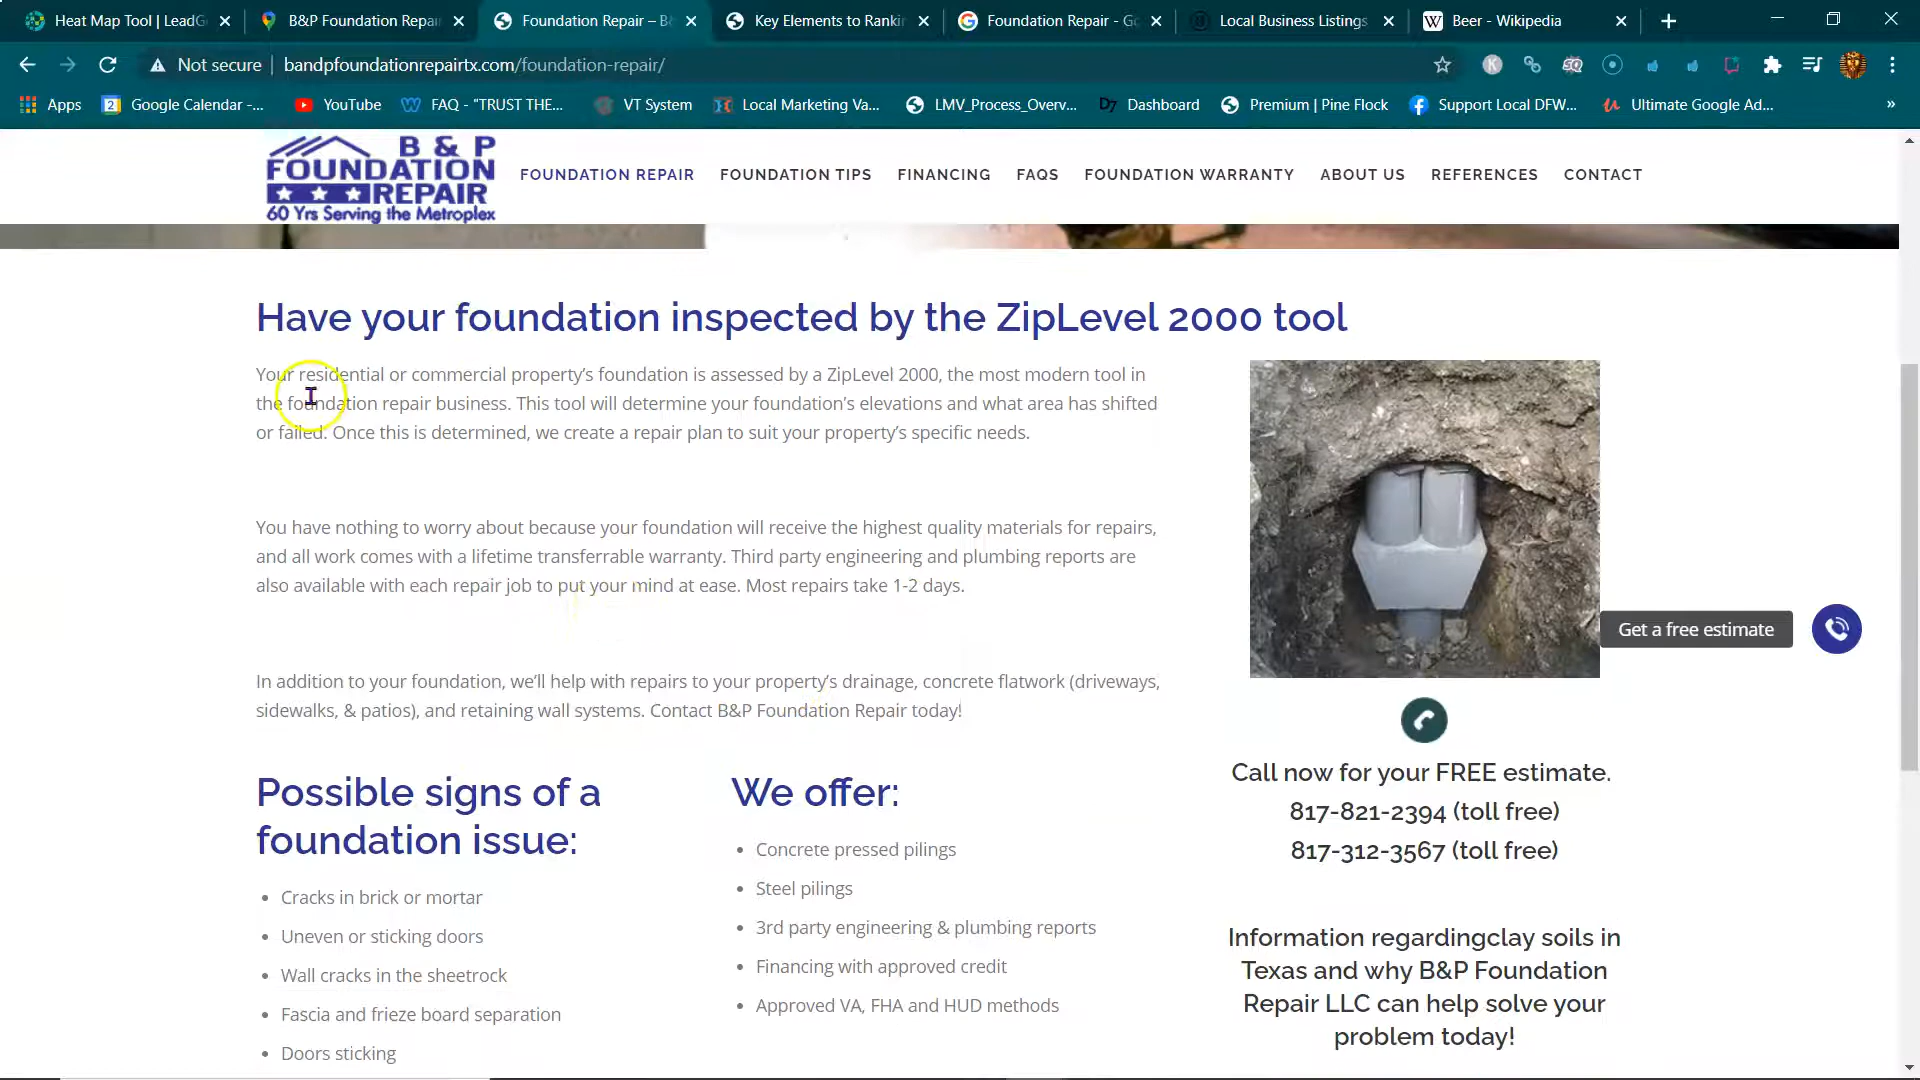 Heat Map Tool | LeadG
B&P Foundation Repai
Foundation Repair – B&
Key Elements to Rankin
Foundation Repair - Go
Local Business Listings
Beer - Wikipedia
Not secure
bandpfoundationrepairtx.com/foundation-repair/
Apps
2
Google Calendar -...
YouTube
FAQ - "TRUST THE...
VT System
Local Marketing Va...
LMV_Process_Overv...
Dashboard
Premium | Pine Flock
Support Local DFW...
Ultimate Google Ad...
B & P
FOUNDATION
REPAIR
60 Yrs Serving the Metroplex
FOUNDATION REPAIR
FOUNDATION TIPS
FINANCING
FAQS
FOUNDATION WARRANTY
ABOUT US
REFERENCES
CONTACT
Have your foundation inspected by the ZipLevel 2000 tool
Your residential or commercial property's foundation is assessed by a ZipLevel 2000, the most modern tool in
the foundation repair business. This tool will determine your foundation's elevations and what area has shifted
or failed. Once this is determined, we create a repair plan to suit your property's specific needs.
You have nothing to worry about because your foundation will receive the highest quality materials for repairs,
and all work comes with a lifetime transferrable warranty. Third party engineering and plumbing reports are
also available with each repair job to put your mind at ease. Most repairs take 1-2 days.
In addition to your foundation, we'll help with repairs to your property's drainage, concrete flatwork (driveways,
sidewalks, & patios), and retaining wall systems. Contact B&P Foundation Repair today!
Possible signs of a
foundation issue:
Cracks in brick or mortar
Uneven or sticking doors
Wall cracks in the sheetrock
Fascia and frieze board separation
Doors sticking
We offer:
Concrete pressed pilings
Steel pilings
3rd party engineering & plumbing reports
Financing with approved credit
Approved VA, FHA and HUD methods
Get a free estimate
Call now for your FREE estimate.
817-821-2394 (toll free)
817-312-3567 (toll free)
Information regardingclay soils in
Texas and why B&P Foundation
Repair LLC can help solve your
problem today!